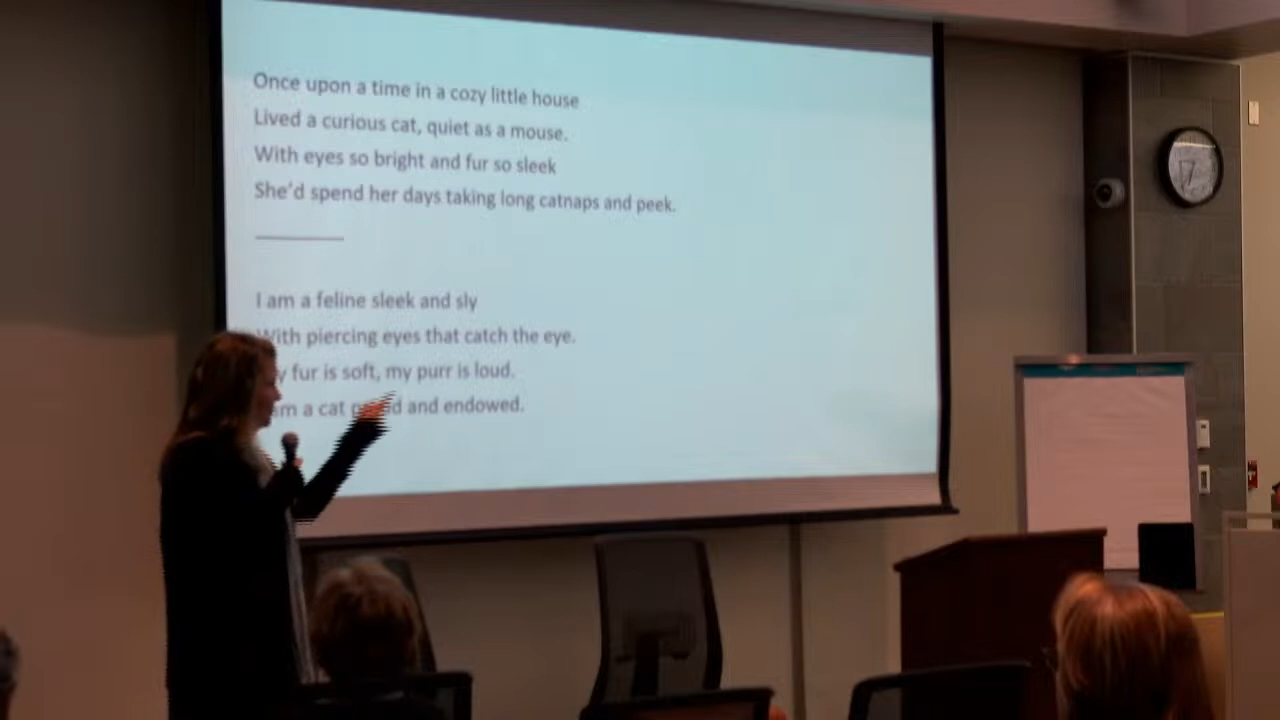 Once upon a time in a cozy little house
Lived a curious cat, quiet as a mouse.
With eyes so bright and fur so sleek
She'd spend her days taking long catnaps and peek.
I am a feline sleek and sly
With piercing eyes that catch the eye.
fur is soft, my purr is loud.
am a cat and endowed.